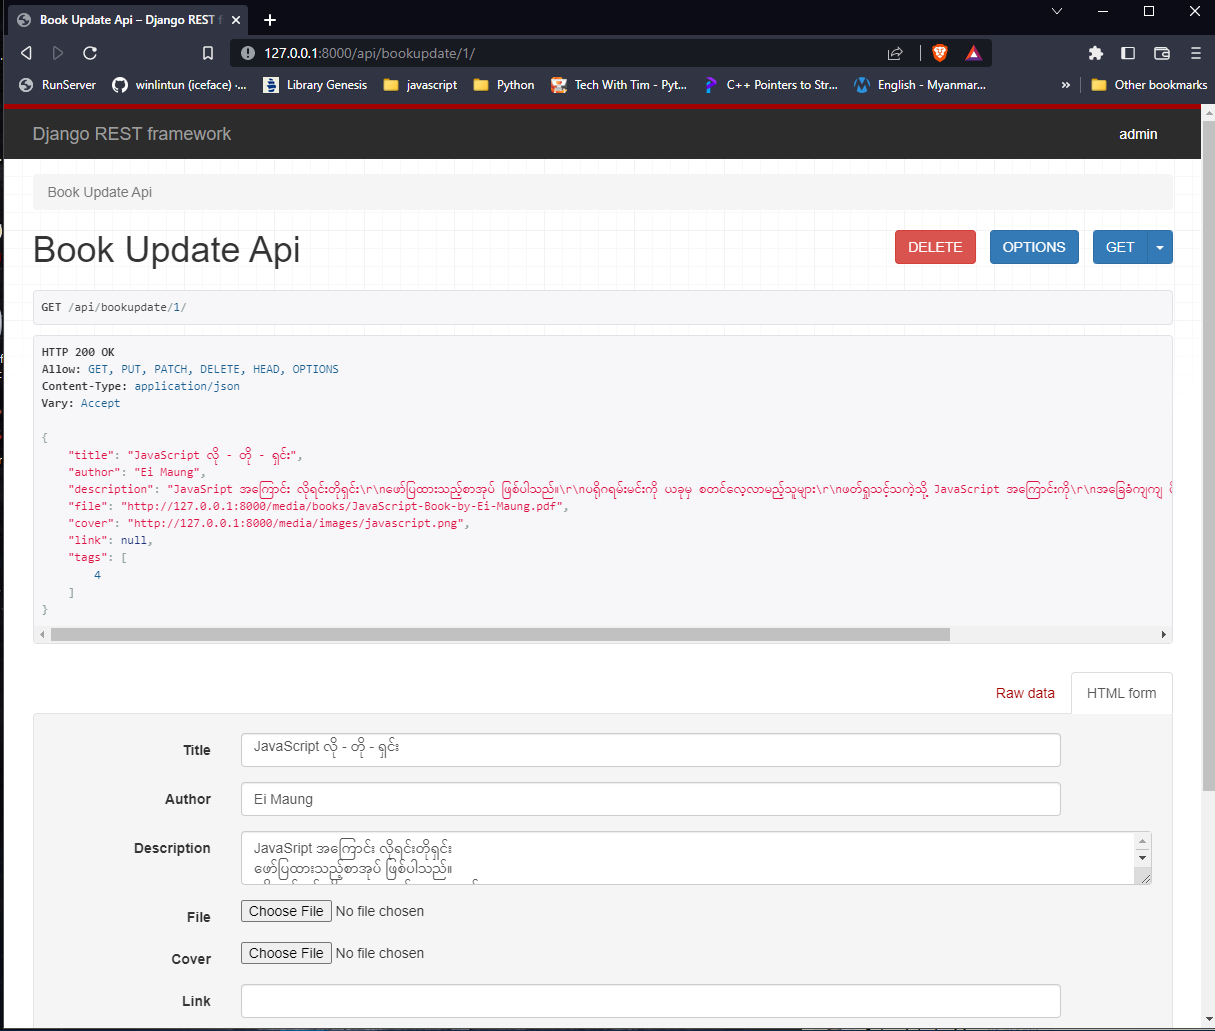 Book Update Api – Django REST f
127.0.0.1:8000/api/bookupdate/1/
RunServer
winlintun (iceface) ·...
Library Genesis
javascript
Python
Tech With Tim - Pyt...
C++ Pointers to Str...
English - Myanmar...
»
Other bookmarks
Django REST framework
admin
Book Update Api
Book Update Api
DELETE
OPTIONS
GET
GET /api/bookupdate/1/
HTTP 200 OK
Allow: GET, PUT, PATCH, DELETE, HEAD, OPTIONS
Content-Type: application/json
Vary: Accept
{
"title": "JavaScript လို - တို - ရှင်း",
"author": "Ei Maung",
"description": "JavaSript အကြောင်း လိုရင်းတိုရှင်း\r\nဖော်ပြထားသည့်စာအုပ် ဖြစ်ပါသည်။\r\nပရိုဂရမ်းမင်းကို ယခုမှ စတင်လေ့လာမည့်သူများ\r\nဖတ်ရှုသင့်သကဲ့သို့ JavaScript အကြောင်းကို\r\nအခြေခံကျကျ
"file": "http://127.0.0.1:8000/media/books/JavaScript-Book-by-Ei-Maung.pdf",
"cover": "http://127.0.0.1:8000/media/images/javascript.png",
"link": null,
"tags": [
4
]
}
Raw data
HTML form
Title
JavaScript လို - တို - ရှင်း
Author
Ei Maung
Description
JavaSript အကြောင်း လိုရင်းတိုရှင်း
ဖော်ပြထားသည့်စာအုပ် ဖြစ်ပါသည်။
File
Choose File No file chosen
Cover
Choose File No file chosen
Link